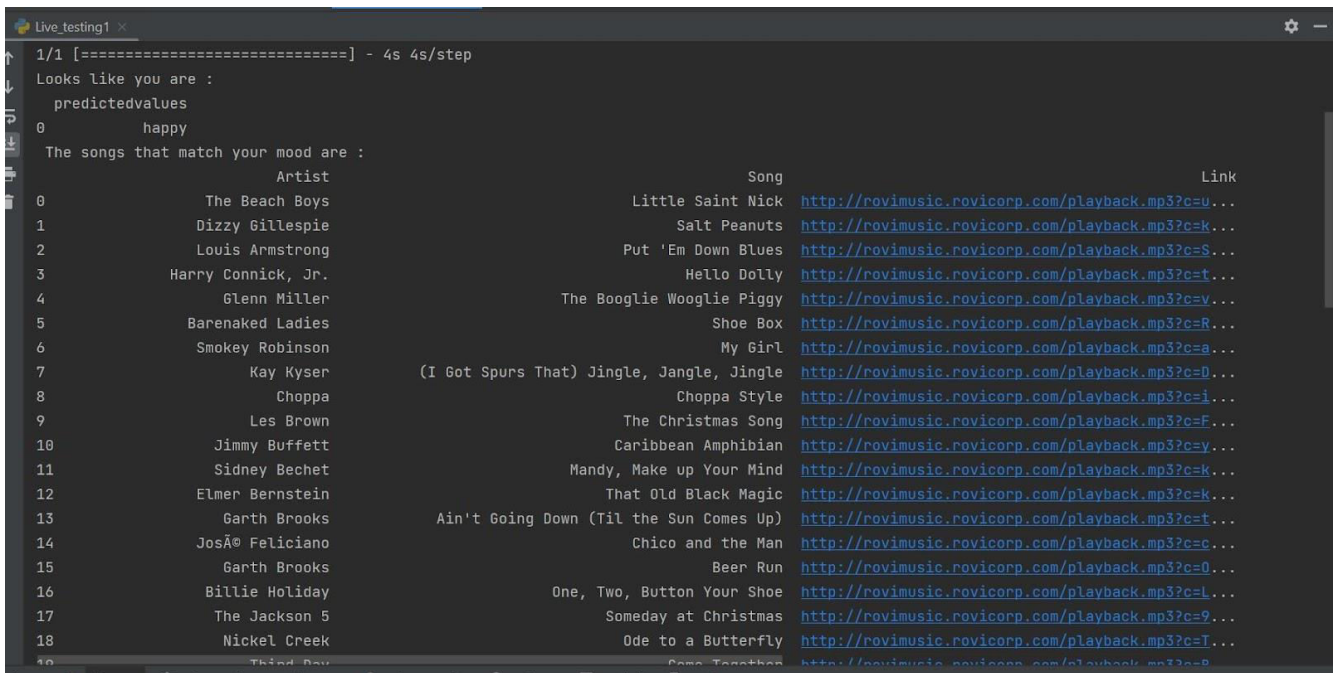 Live_testing1
1/1 [==============================] - 4s 4s/step
Looks like you are :
predictedvalues
0 happy
The songs that match your mood are :
Artist Song Link
0 The Beach Boys Little Saint Nick http://rovimusic.rovicorp.com/playback.mp3?c=u...
1 Dizzy Gillespie Salt Peanuts http://rovimusic.rovicorp.com/playback.mp3?c=k...
2 Louis Armstrong Put 'Em Down Blues http://rovimusic.rovicorp.com/playback.mp3?c=S...
3 Harry Connick, Jr. Hello Dolly http://rovimusic.rovicorp.com/playback.mp3?c=t...
4 Glenn Miller The Booglie Wooglie Piggy http://rovimusic.rovicorp.com/playback.mp3?c=v...
5 Barenaked Ladies Shoe Box http://rovimusic.rovicorp.com/playback.mp3?c=R...
6 Smokey Robinson My Girl http://rovimusic.rovicorp.com/playback.mp3?c=a...
7 Kay Kyser (I Got Spurs That) Jingle, Jangle, Jingle http://rovimusic.rovicorp.com/playback.mp3?c=D...
8 Choppa Choppa Style http://rovimusic.rovicorp.com/playback.mp3?c=i...
9 Les Brown The Christmas Song http://rovimusic.rovicorp.com/playback.mp3?c=F...
10 Jimmy Buffett Caribbean Amphibian http://rovimusic.rovicorp.com/playback.mp3?c=y...
11 Sidney Bechet Mandy, Make up Your Mind http://rovimusic.rovicorp.com/playback.mp3?c=k...
12 Elmer Bernstein That Old Black Magic http://rovimusic.rovicorp.com/playback.mp3?c=k...
13 Garth Brooks Ain't Going Down (Til the Sun Comes Up) http://rovimusic.rovicorp.com/playback.mp3?c=t...
14 JosÃ© Feliciano Chico and the Man http://rovimusic.rovicorp.com/playback.mp3?c=c...
15 Garth Brooks Beer Run http://rovimusic.rovicorp.com/playback.mp3?c=0...
16 Billie Holiday One, Two, Button Your Shoe http://rovimusic.rovicorp.com/playback.mp3?c=L...
17 The Jackson 5 Someday at Christmas http://rovimusic.rovicorp.com/playback.mp3?c=9...
18 Nickel Creek Ode to a Butterfly http://rovimusic.rovicorp.com/playback.mp3?c=T...
19 Third Day Come Together